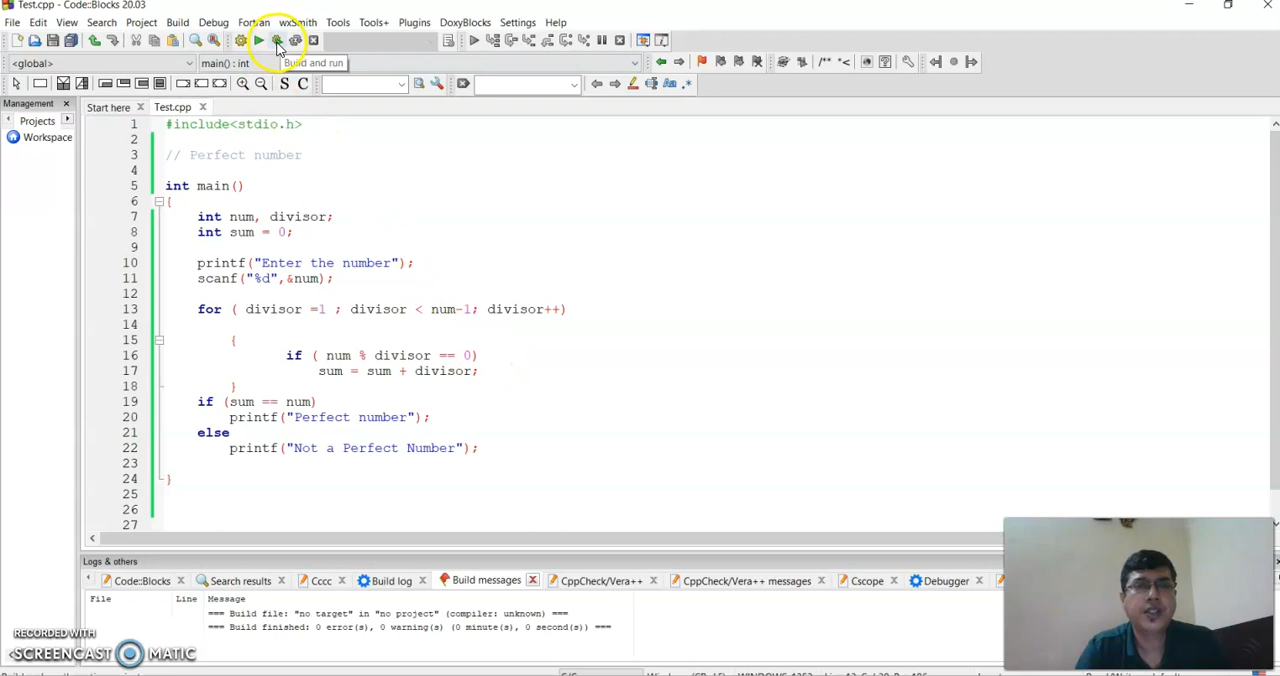 Test.cpp - Code::Blocks 20.03
File Edit View Search Project Build Debug Fortran wxSmith Tools Tools+ Plugins DoxyBlocks Settings Help
<global> main() : int
Build and run
S C
Management
Projects
Workspace
Start here Test.cpp
1 #include<stdio.h>
2
3 // Perfect number
4
5 int main()
6 {
7 int num, divisor;
8 int sum = 0;
9
10 printf("Enter the number");
11 scanf("%d",&num);
12
13 for ( divisor =1 ; divisor < num-1; divisor++)
14
15 {
16 if ( num % divisor == 0)
17 sum = sum + divisor;
18 }
19 if (sum == num)
20 printf("Perfect number");
21 else
22 printf("Not a Perfect Number");
23
24 }
25
26
27
Logs & others
Code::Blocks Search results Cccc Build log Build messages CppCheck/Vera++ CppCheck/Vera++ messages Cscope Debugger
File Line Message
=== Build file: "no target" in "no project" (compiler: unknown) ===
=== Build finished: 0 error(s), 0 warning(s) (0 minute(s), 0 second(s)) ===
RECORDED WITH
SCREENCAST MATIC